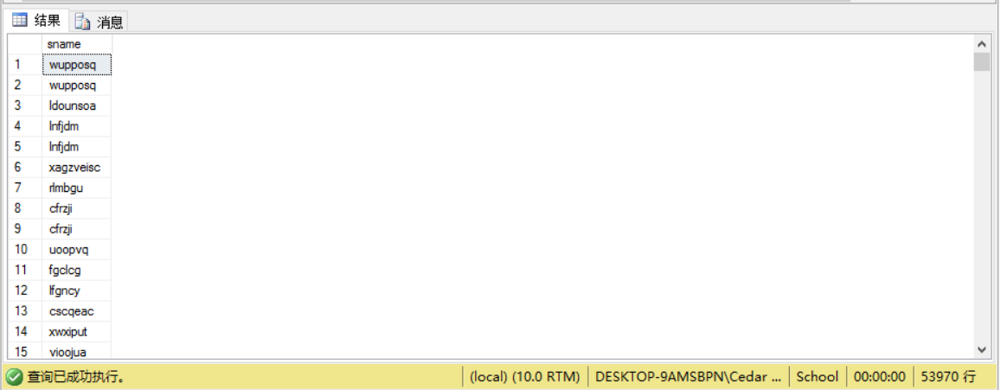 结果 消息
sname
1 wupposq
2 wupposq
3 ldounsoa
4 lnfjdm
5 lnfjdm
6 xagzveisc
7 rlmbgu
8 cfrzji
9 cfrzji
10 uoopvq
11 fgclcg
12 lfgncy
13 cscqeac
14 xwxiput
15 vioojua
查询已成功执行。 (local) (10.0 RTM) DESKTOP-9AMSBPN\Cedar ... School 00:00:00 53970 行